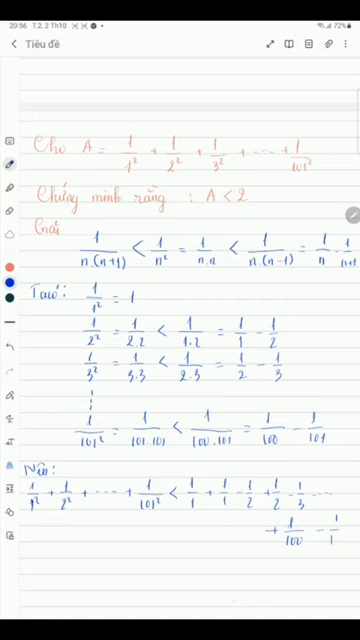 20:56 T.2, 2 Th10 72%
Tiêu đề
Cho A = 1/1² + 1/2² + 1/3² + ... + 1/101²
Chứng minh rằng : A < 2
Giải
1/n.(n+1) < 1/n² = 1/n.n < 1/n.(n-1) = 1/n - 1/n+1
Ta có : 1/1² = 1
1/2² = 1/2.2 < 1/1.2 = 1/1 - 1/2
1/3² = 1/3.3 < 1/2.3 = 1/2 - 1/3
⋮
1/101² = 1/101.101 < 1/100.101 = 1/100 - 1/101
Nên :
1/1² + 1/2² + ... + 1/101² < 1/1 + 1/1 - 1/2 + 1/2 - 1/3 ...
+ 1/100 - 1/1